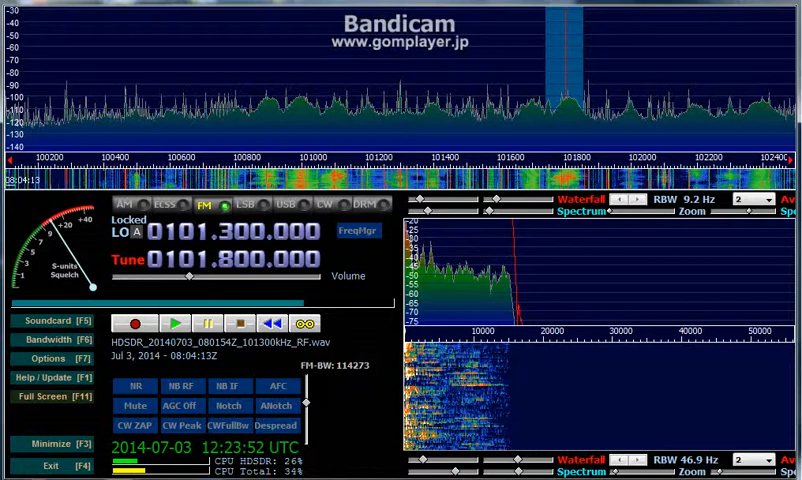 Bandicam
www.gomplayer.jp
-30
-40
-50
-60
-70
-80
-90
-100
-110
-120
-130
-140
100200 100400 100600 100800 101000 101200 101400 101600 101800 102000 102200 102400
08:04:13
AM ECSS FM LSB USB CW DRM
Waterfall RBW 9.2 Hz 2 Av
Spectrum Zoom Sp
+20 +40
9
7
5
3
1
S-units
Squelch
Locked
LO A 0101.300.000 FreqMgr
Tune 0101.800.000
Volume
-20
-25
-30
-35
-40
-45
-50
-55
-60
-65
-70
-75
0 10000 20000 30000 40000 50000
Soundcard [F5]
Bandwidth [F6]
Options [F7]
Help / Update [F1]
Full Screen [F11]
Minimize [F3]
Exit [F4]
HDSDR_20140703_080154Z_101300kHz_RF.wav
Jul 3, 2014 - 08:04:13Z
FM-BW: 114273
NR NB RF NB IF AFC
Mute AGC Off Notch ANotch
CW ZAP CW Peak CWFullBw Despread
2014-07-03 12:23:52 UTC
CPU HDSDR: 26%
CPU Total: 34%
Waterfall RBW 46.9 Hz 2 Av
Spectrum Zoom Sp